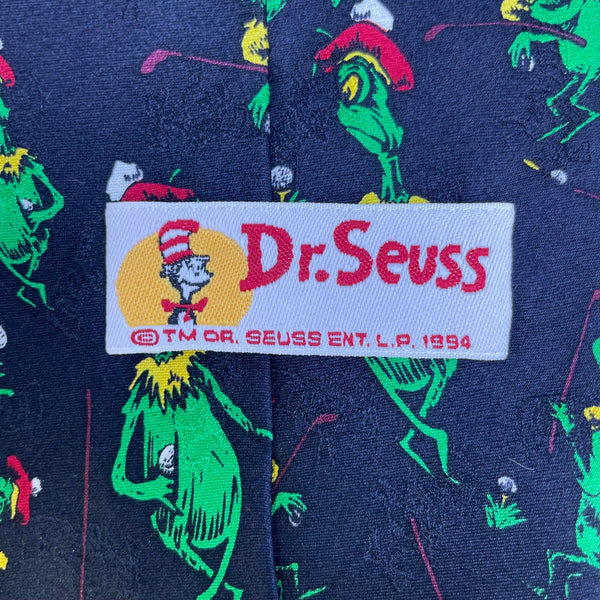 Dr. Seuss
© TM DR. SEUSS ENT. L.P. 1994